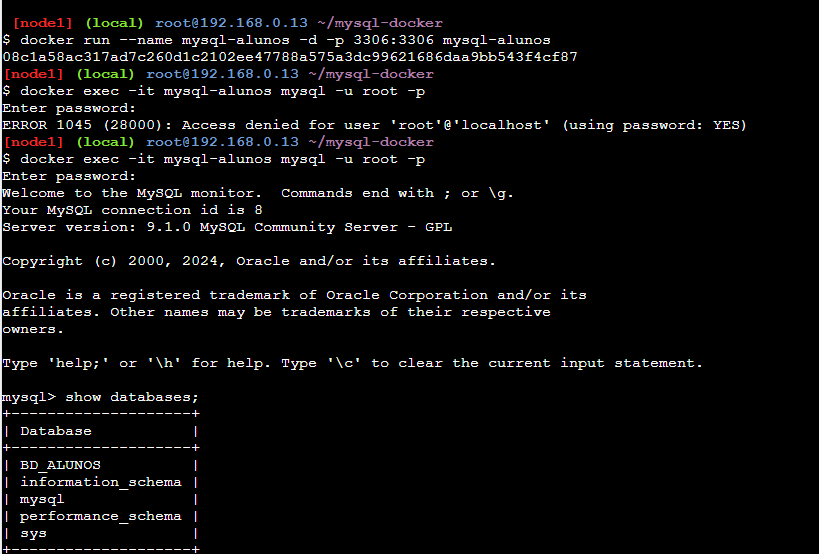 [node1] (local) root@192.168.0.13 ~/mysql-docker
$ docker run --name mysql-alunos -d -p 3306:3306 mysql-alunos
08c1a58ac317ad7c260d1c2102ee47788a575a3dc99621686daa9bb543f4cf87
[node1] (local) root@192.168.0.13 ~/mysql-docker
$ docker exec -it mysql-alunos mysql -u root -p
Enter password:
ERROR 1045 (28000): Access denied for user 'root'@'localhost' (using password: YES)
[node1] (local) root@192.168.0.13 ~/mysql-docker
$ docker exec -it mysql-alunos mysql -u root -p
Enter password:
Welcome to the MySQL monitor.  Commands end with ; or \g.
Your MySQL connection id is 8
Server version: 9.1.0 MySQL Community Server - GPL
Copyright (c) 2000, 2024, Oracle and/or its affiliates.
Oracle is a registered trademark of Oracle Corporation and/or its
affiliates. Other names may be trademarks of their respective
owners.
Type 'help;' or '\h' for help. Type '\c' to clear the current input statement.
mysql> show databases;
+--------------------+
| Database           |
+--------------------+
| BD_ALUNOS          |
| information_schema |
| mysql              |
| performance_schema |
| sys                |
+--------------------+